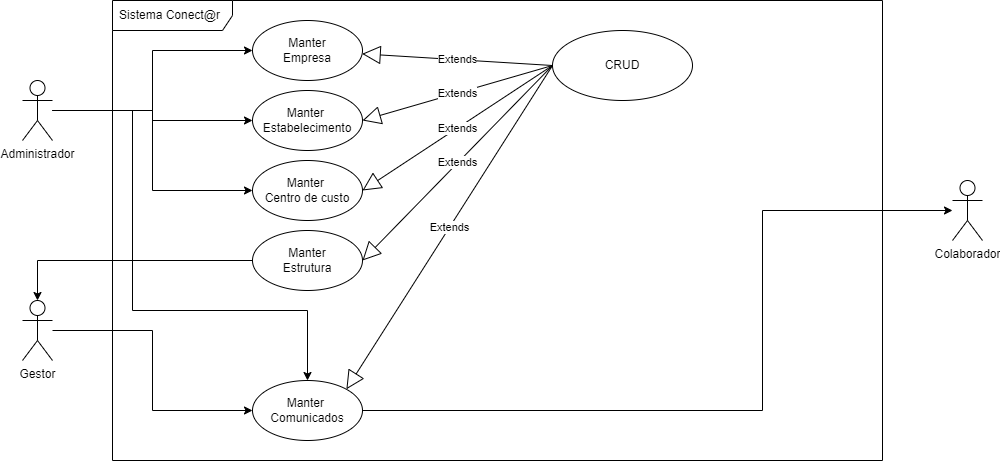 Sistema Conect@r
Manter
Empresa
Extends
CRUD
Manter
Estabelecimento
Extends
Administrador
Extends
Manter
Centro de custo
Extends
Extends
Manter
Estrutura
Colaborador
Gestor
Manter
Comunicados